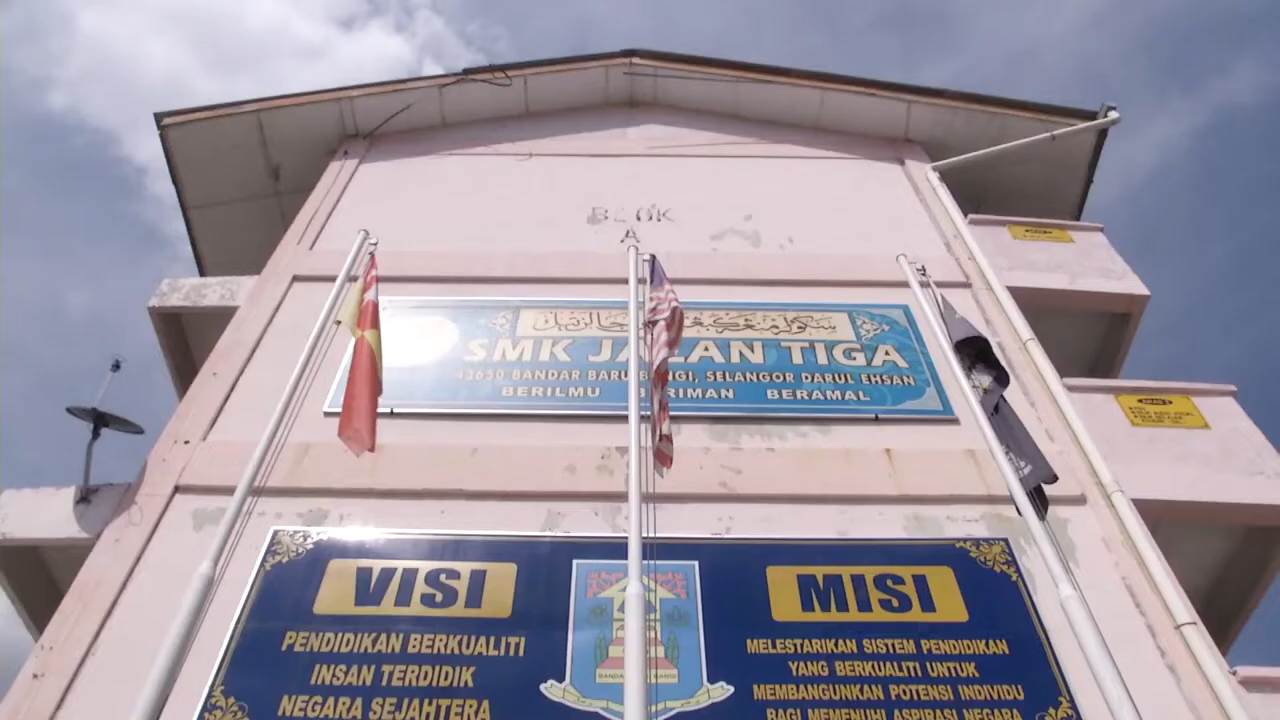 BLOK
A
SMK JALAN TIGA
43650 BANDAR BARU BANGI, SELANGOR DARUL EHSAN
BERILMU BERIMAN BERAMAL
VISI
PENDIDIKAN BERKUALITI
INSAN TERDIDIK
NEGARA SEJAHTERA
MISI
MELESTARIKAN SISTEM PENDIDIKAN
YANG BERKUALITI UNTUK
MEMBANGUNKAN POTENSI INDIVIDU
BAGI MEMENUHI ASPIRASI NEGARA